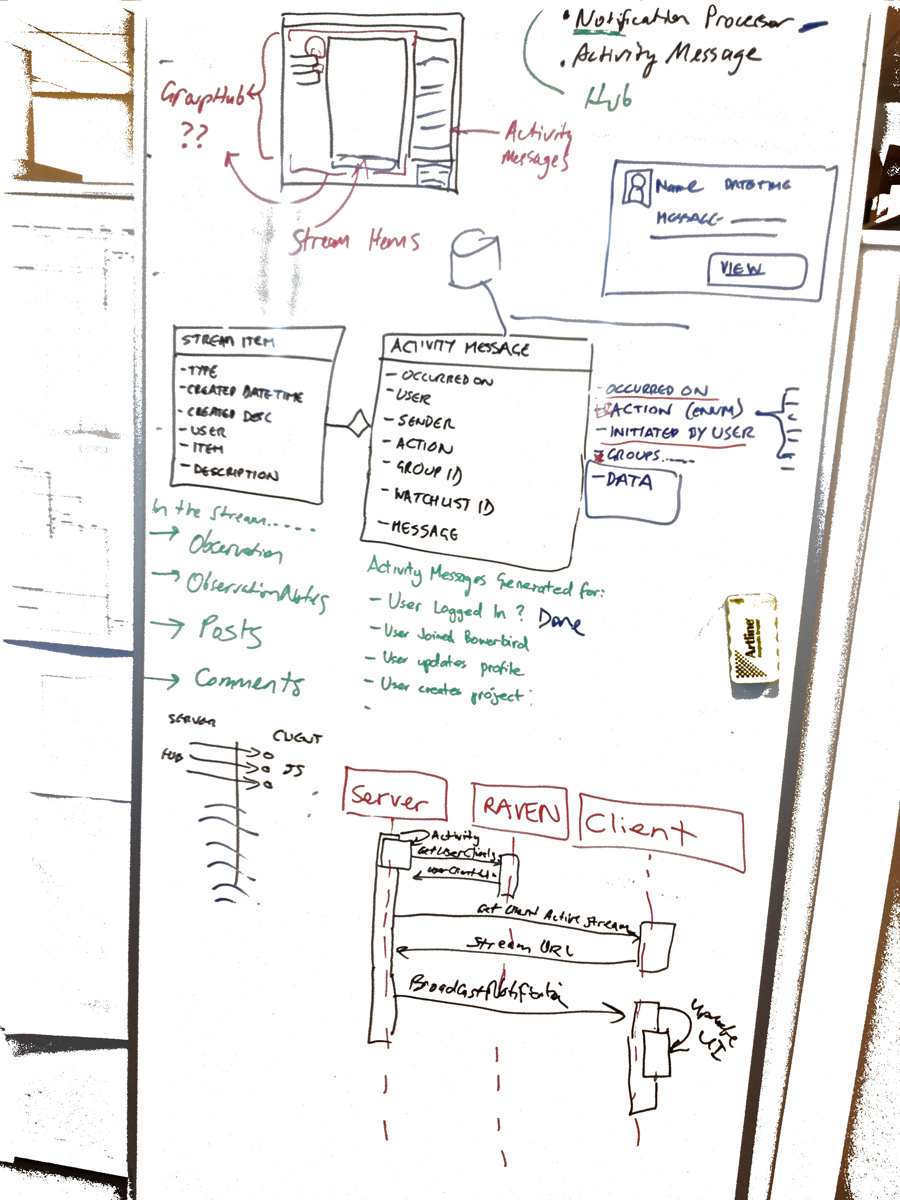 • Notification Processor
• Activity Message
Hub
GroupHub
??
Activity
Messages
Stream Items
NAME DATETIME
MESSAGE
VIEW
STREAM ITEM
- TYPE
- CREATED DATETIME
- CREATED DESC
- USER
- ITEM
- DESCRIPTION
ACTIVITY MESSAGE
- OCCURRED ON
- USER
- SENDER
- ACTION
- GROUP ID
- WATCHLIST ID
- MESSAGE
- OCCURRED ON
ACTION (ENUM)
- INITIATED BY USER
GROUPS.....
- DATA
In the stream.....
→ Observation
→ ObservationNotes
→ Posts
→ Comments
Activity Messages Generated for:
- User Logged In ? Done
- User Joined Bowerbird
- User updates profile
- User creates project
Artline
SERVER
HUB
CLIENT
JS
Server
RAVEN
Client
Activity
GetUserClients
Get Client Active Stream
Stream URL
Update
UI